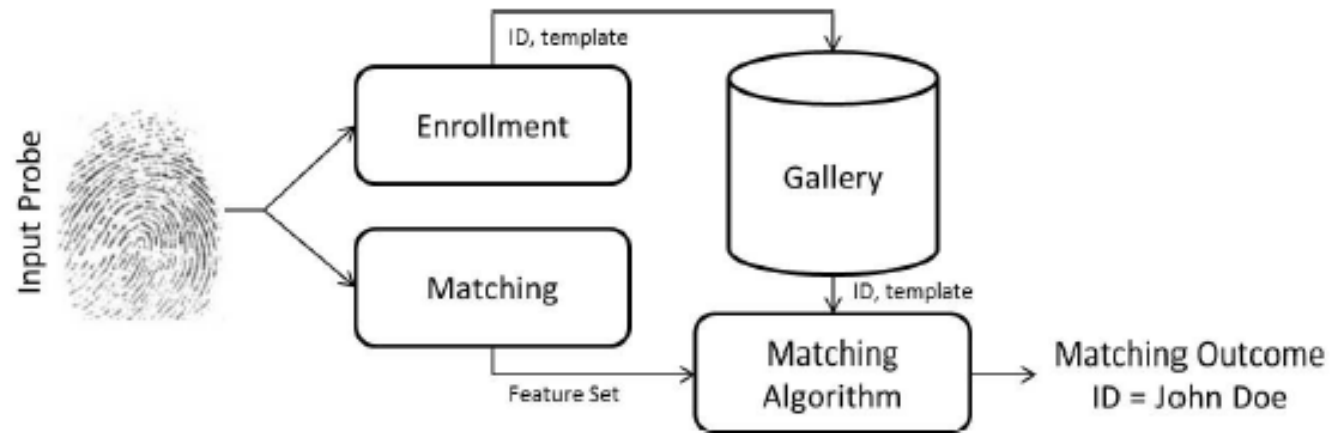 ID, template
Enrollment
Input Probe
Gallery
Matching
ID, template
Feature Set
Matching
Algorithm
Matching Outcome
ID = John Doe